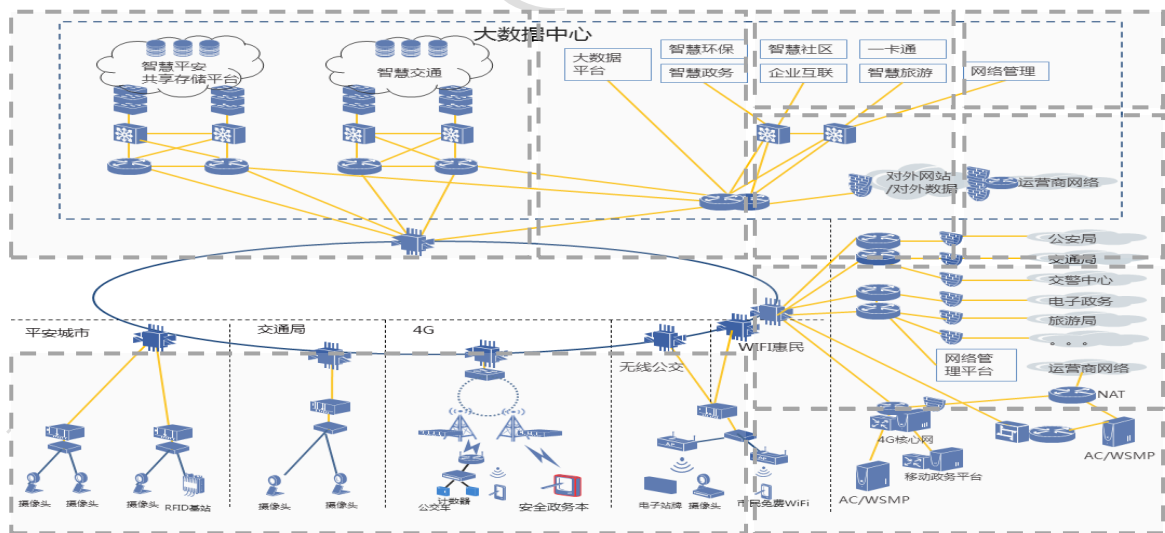 大数据中心
智慧平安
共享存储平台
智慧交通
大数据
平台
智慧环保
智慧社区
一卡通
智慧政务
企业互联
智慧旅游
网络管理
对外网站
/对外数据
运营商网络
公安局
交通局
交警中心
电子政务
旅游局
。。。
网络管
理平台
运营商网络
NAT
平安城市
交通局
4G
无线公交
WIFI惠民
4G核心网
移动政务平台
AC/WSMP
AC/WSMP
摄像头
摄像头
摄像头
RFID基站
摄像头
摄像头
计数器
公交车
安全政务本
电子站牌
摄像头
市民免费WiFi